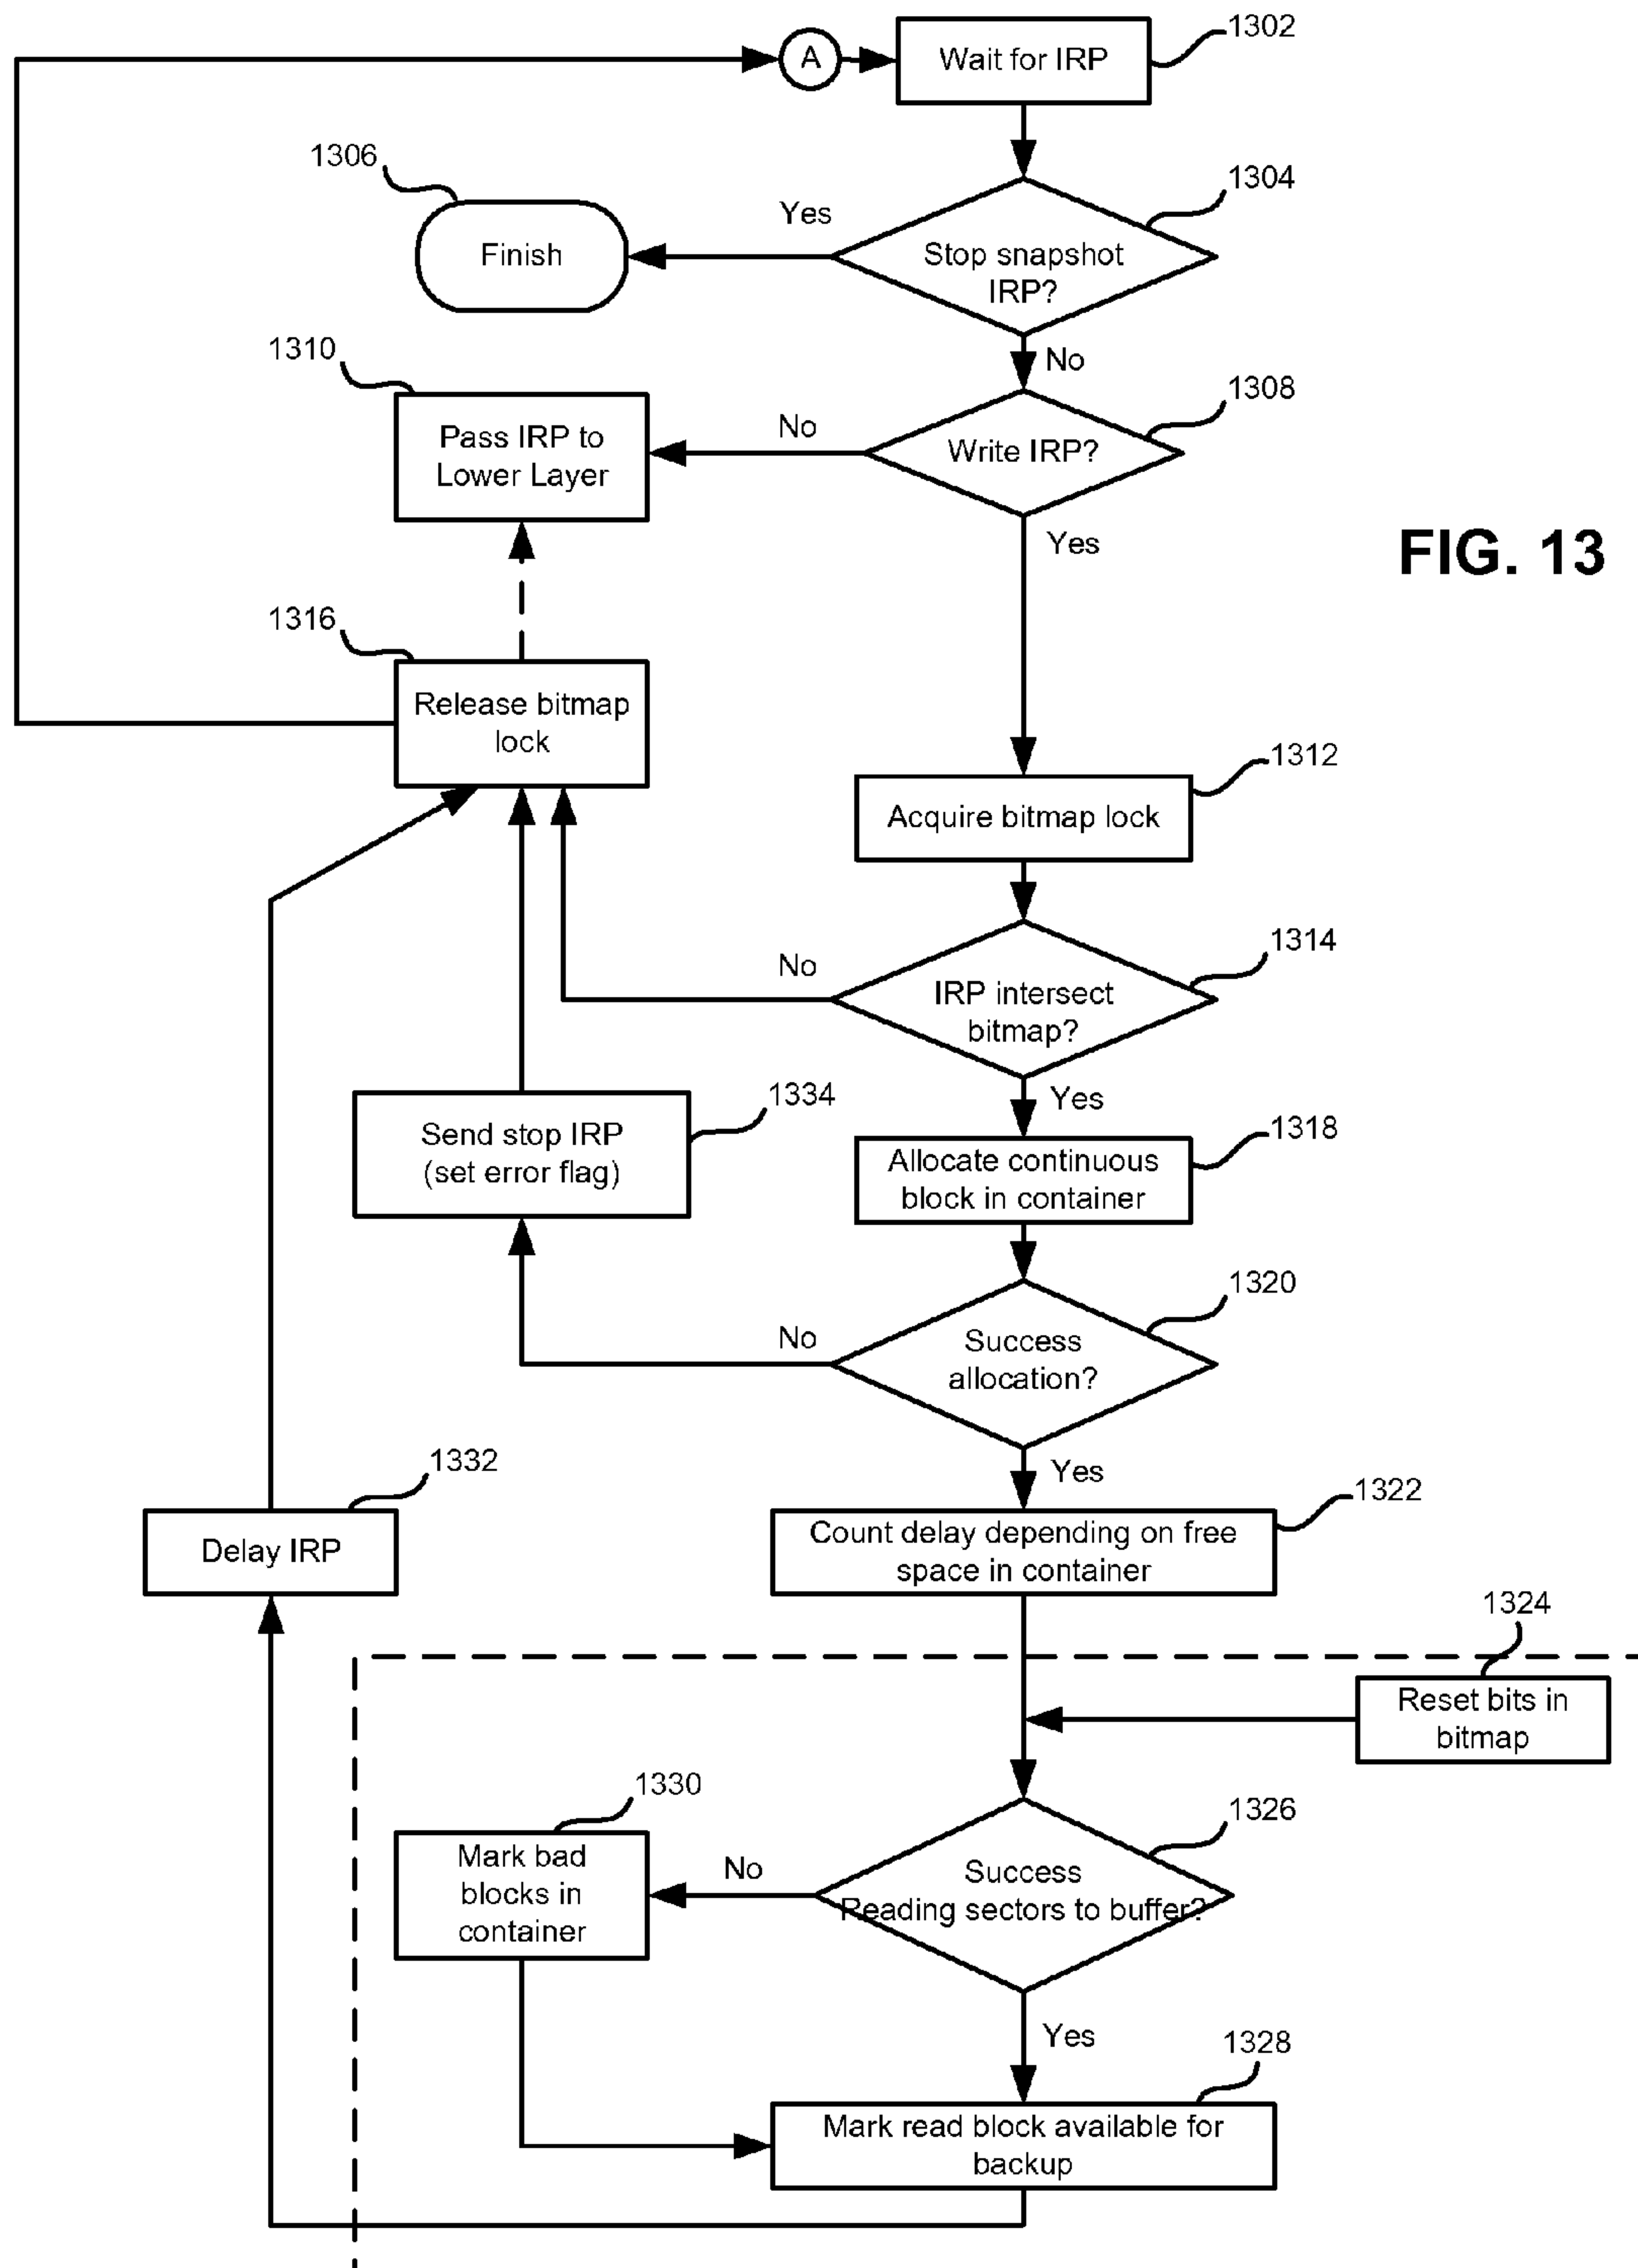 A
Wait for IRP
1302
1306
1304
Yes
Finish
Stop snapshot
IRP?
1310
No
1308
Pass IRP to
Lower Layer
No
Write IRP?
Yes
FIG. 13
1316
Release bitmap
lock
1312
Acquire bitmap lock
1314
No
IRP intersect
bitmap?
1334
Yes
1318
Send stop IRP
(set error flag)
Allocate continuous
block in container
1320
No
Success
allocation?
1332
Yes
1322
Delay IRP
Count delay depending on free
space in container
1324
Reset bits in
bitmap
1330
1326
Mark bad
blocks in
container
No
Success
Reading sectors to buffer?
Yes
1328
Mark read block available for
backup